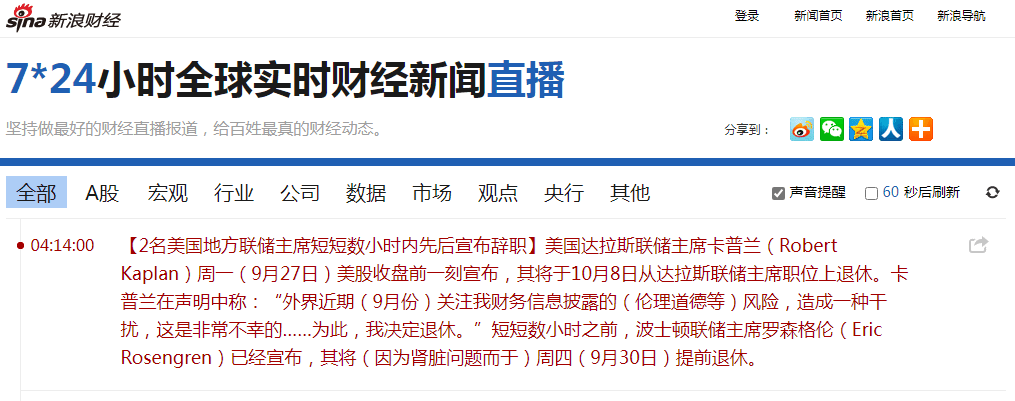 sina 新浪财经
登录 新闻首页 新浪首页 新浪导航
7*24小时全球实时财经新闻直播
坚持做最好的财经直播报道，给百姓最真的财经动态。
分享到：
全部 A股 宏观 行业 公司 数据 市场 观点 央行 其他 声音提醒 60 秒后刷新
04:14:00 【2名美国地方联储主席短短数小时内先后宣布辞职】美国达拉斯联储主席卡普兰（Robert
Kaplan）周一（9月27日）美股收盘前一刻宣布，其将于10月8日从达拉斯联储主席职位上退休。卡
普兰在声明中称：“外界近期（9月份）关注我财务信息披露的（伦理道德等）风险，造成一种干
扰，这是非常不幸的……为此，我决定退休。”短短数小时之前，波士顿联储主席罗森格伦（Eric
Rosengren）已经宣布，其将（因为肾脏问题而于）周四（9月30日）提前退休。